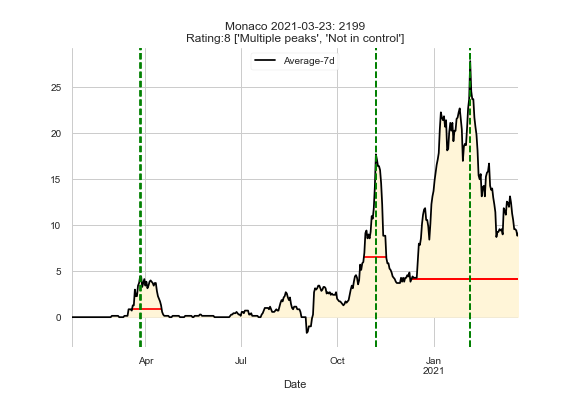 Monaco 2021-03-23: 2199
Rating:8 ['Multiple peaks', 'Not in control']
Average-7d
25
20
15
10
5
0
Apr
Jul
Oct
Jan
2021
Date